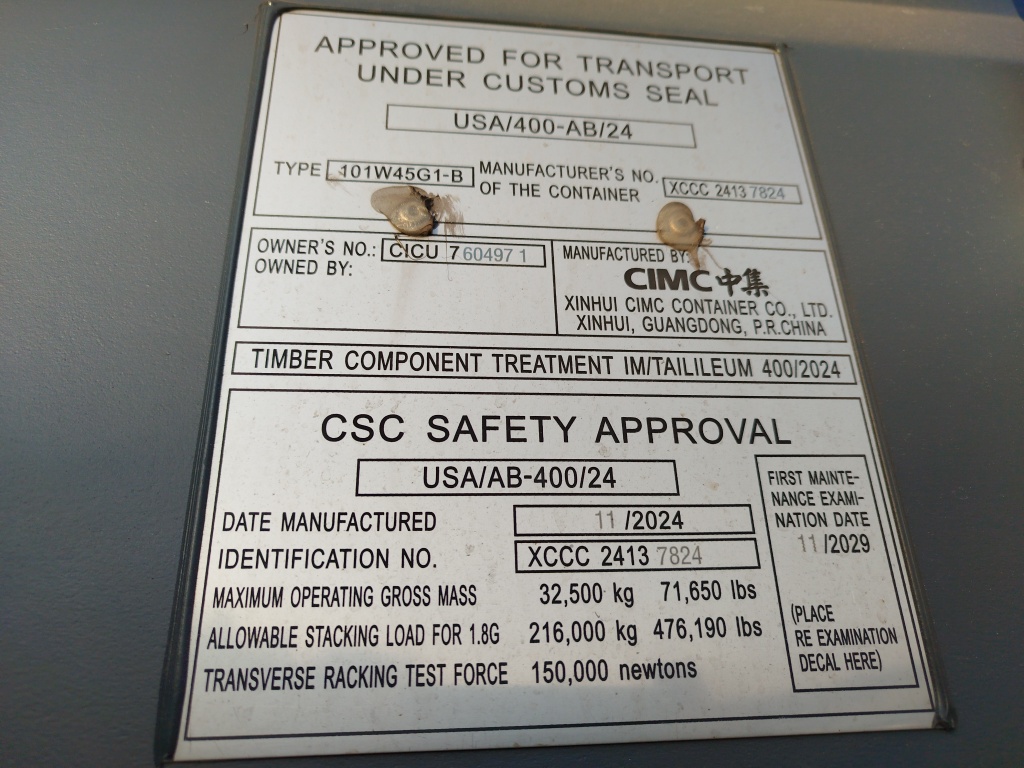 APPROVED FOR TRANSPORT
UNDER CUSTOMS SEAL
USA/400-AB/24
TYPE 101W45G1-B
MANUFACTURER'S NO.
OF THE CONTAINER
XCCC 2413 7824
OWNER'S NO.: CICU 7 60497 1
OWNED BY:
MANUFACTURED BY:
CIMC 中集
XINHUI CIMC CONTAINER CO., LTD.
XINHUI, GUANGDONG, P.R.CHINA
TIMBER COMPONENT TREATMENT IM/TAILILEUM 400/2024
CSC SAFETY APPROVAL
USA/AB-400/24
DATE MANUFACTURED 11 /2024
IDENTIFICATION NO. XCCC 2413 7824
MAXIMUM OPERATING GROSS MASS 32,500 kg 71,650 lbs
ALLOWABLE STACKING LOAD FOR 1.8G 216,000 kg 476,190 lbs
TRANSVERSE RACKING TEST FORCE 150,000 newtons
FIRST MAINTE-
NANCE EXAMI-
NATION DATE
11 /2029
(PLACE
RE EXAMINATION
DECAL HERE)